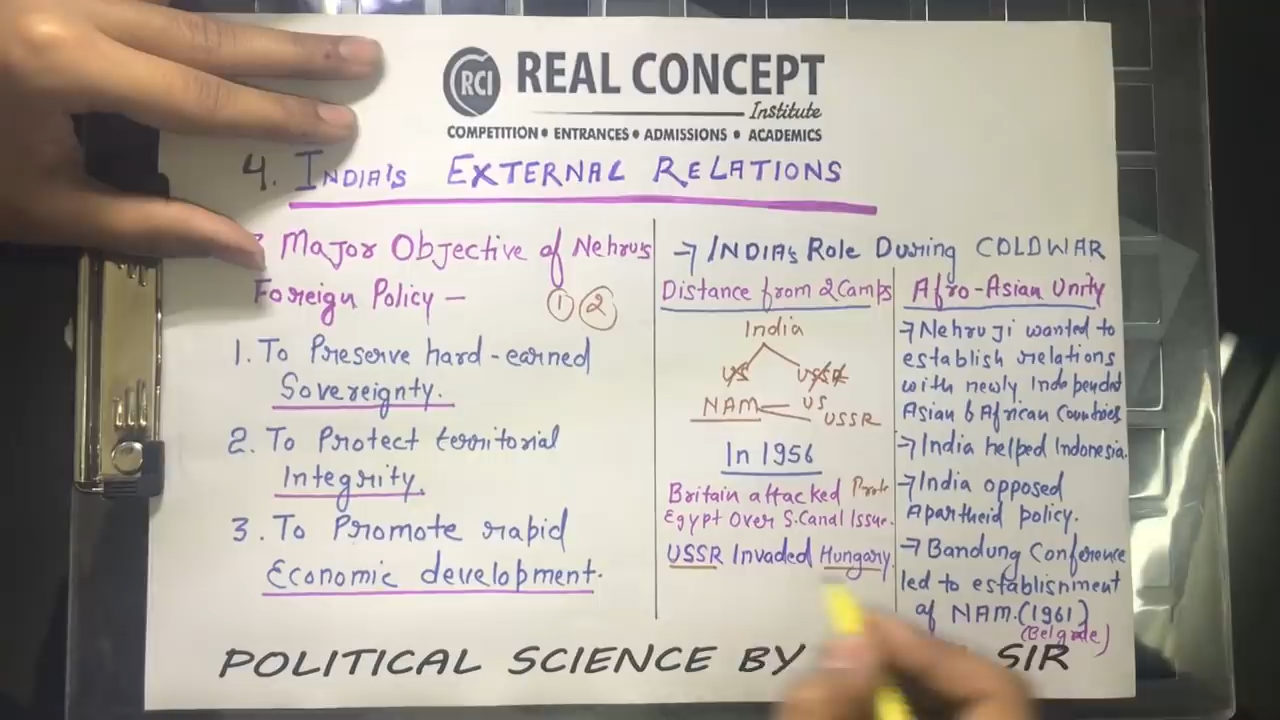 RCI
REAL CONCEPT
Institute
COMPETITION • ENTRANCES • ADMISSIONS • ACADEMICS
4. INDIA'S EXTERNAL RELATIONS
Major Objective of Nehru's
Foreign Policy – ① ②
1. To Preserve hard-earned
Sovereignty.
2. To Protect territorial
Integrity.
3. To Promote rapid
Economic development.
→ INDIA's Role During COLDWAR
Distance from 2 Camps
India
US USSR
NAM US
USSR
In 1956
Britain attacked
Egypt Over S.Canal Issue.
USSR Invaded Hungary.
Afro-Asian Unity
→ Nehru Ji wanted to
establish relations
with newly Independent
Asian & African Countries
→ India helped Indonesia.
→ India opposed
Apartheid policy.
→ Bandung Conference
led to establishment
of NAM. (1961)
(Belgrade)
POLITICAL SCIENCE BY SIR